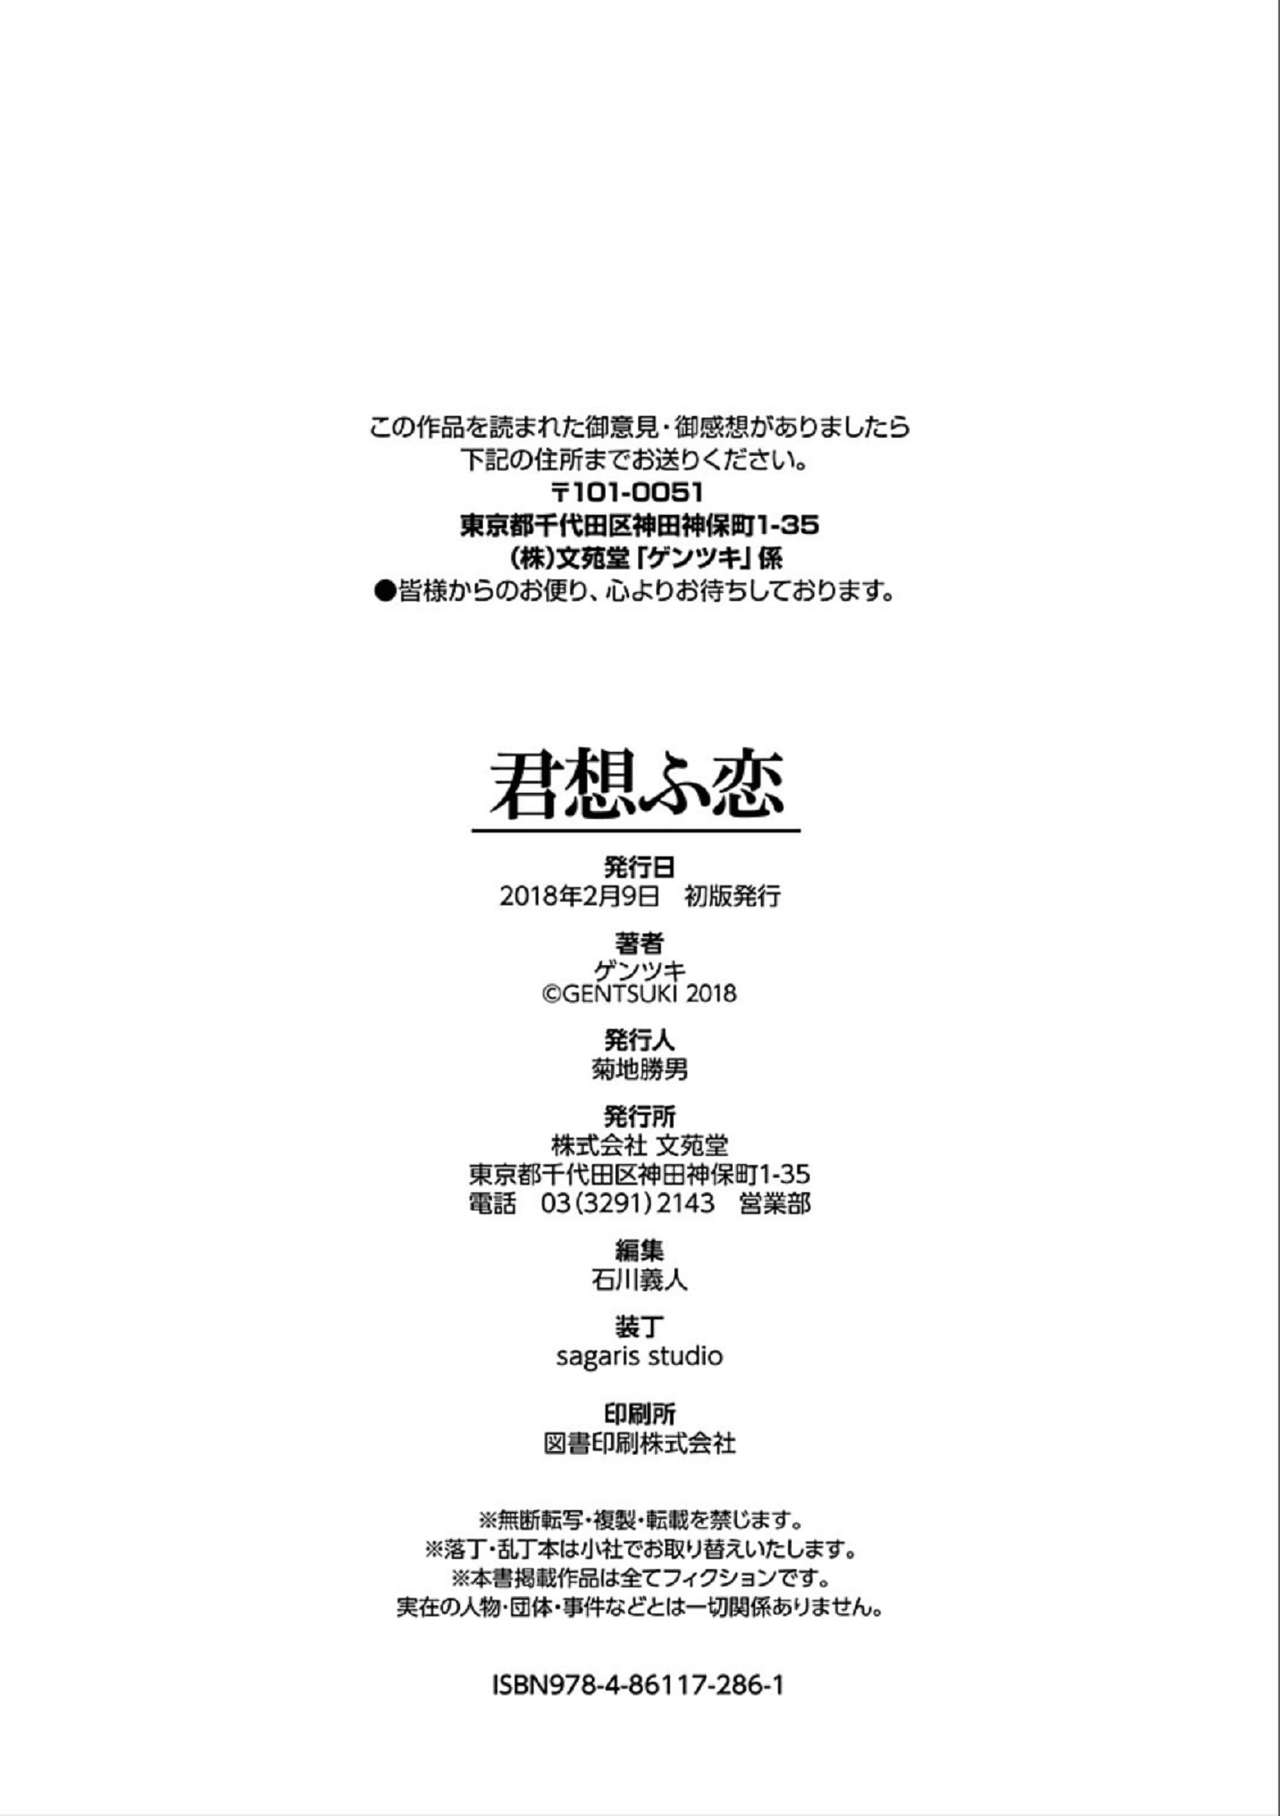 この作品を読まれた御意見・御感想がありましたら
下記の住所までお送りください。
〒101-0051
東京都千代田区神田神保町1-35
(株)文苑堂「ゲンツキ」係
●皆様からのお便り、心よりお待ちしております。
君想ふ恋
発行日
2018年2月9日　初版発行
著者
ゲンツキ
©GENTSUKI 2018
発行人
菊地勝男
発行所
株式会社 文苑堂
東京都千代田区神田神保町1-35
電話　03(3291)2143　営業部
編集
石川義人
装丁
sagaris studio
印刷所
図書印刷株式会社
※無断転写・複製・転載を禁じます。
※落丁・乱丁本は小社でお取り替えいたします。
※本書掲載作品は全てフィクションです。
実在の人物・団体・事件などとは一切関係ありません。
ISBN978-4-86117-286-1